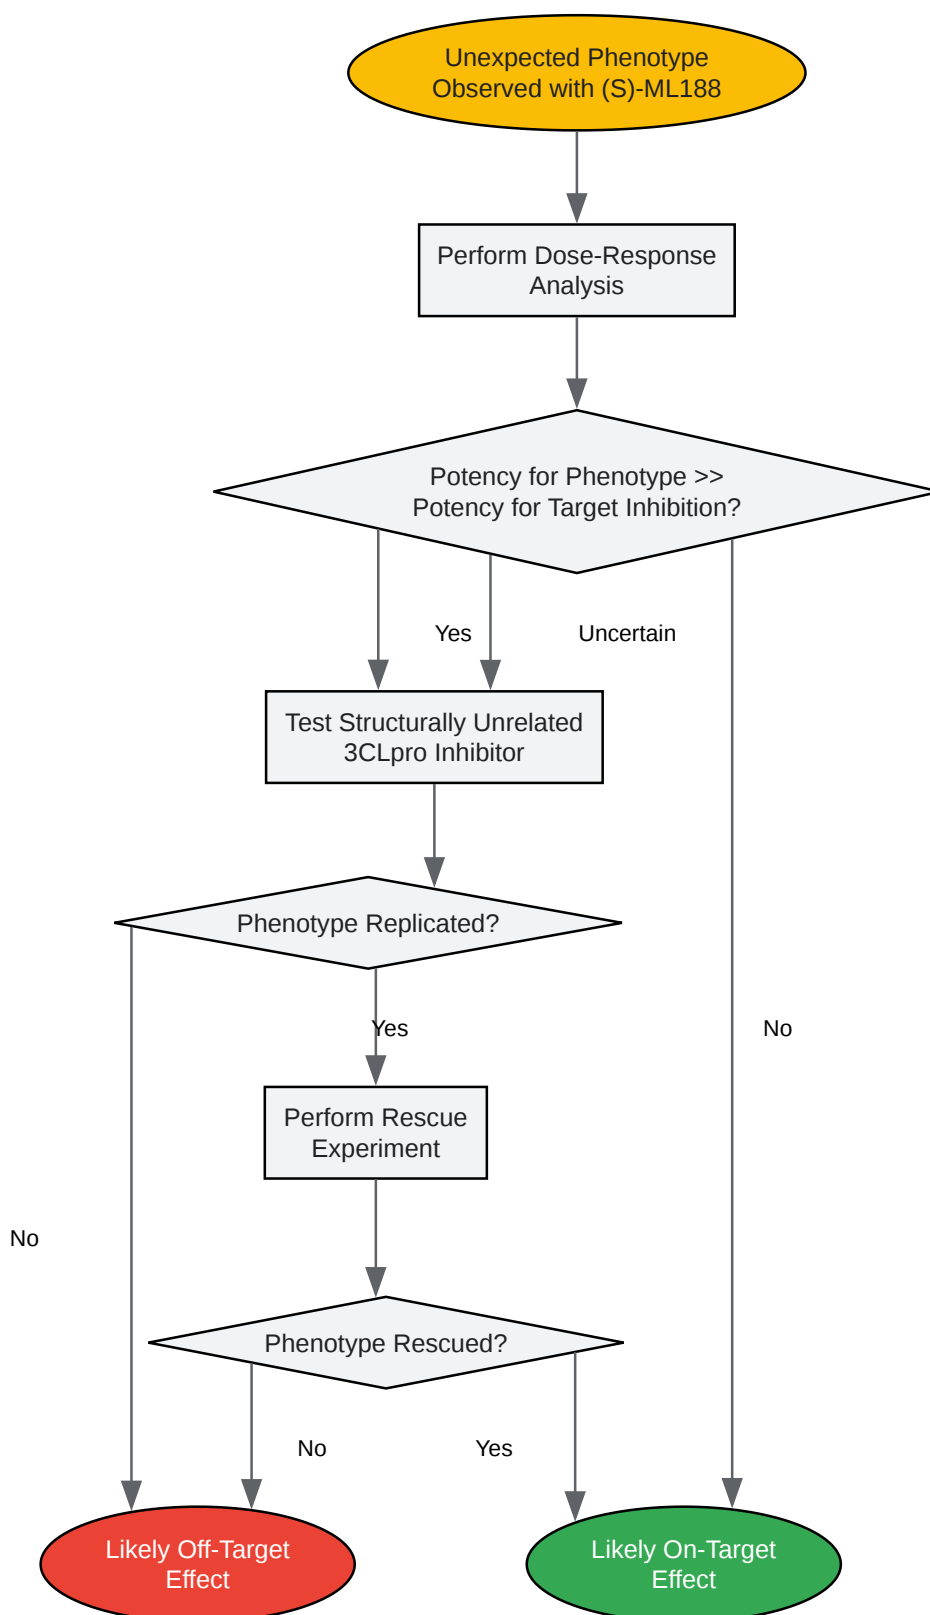 Unexpected Phenotype
Observed with (S)-ML188
Perform Dose-Response
Analysis
Potency for Phenotype >>
Potency for Target Inhibition?
Yes
Uncertain
Test Structurally Unrelated
3CLpro Inhibitor
Phenotype Replicated?
Yes
No
Perform Rescue
Experiment
No
Phenotype Rescued?
No
Yes
Likely Off-Target
Effect
Likely On-Target
Effect